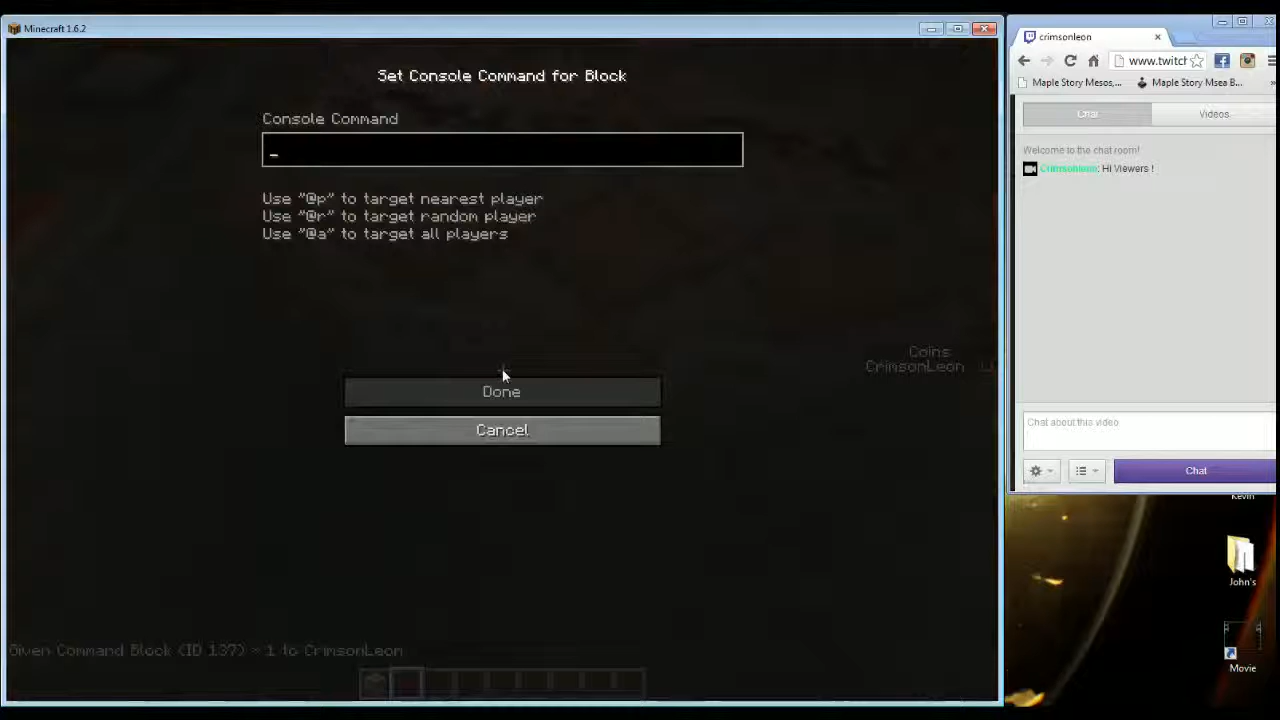 Minecraft 1.6.2
Set Console Command for Block
Console Command
_
Use "@p" to target nearest player
Use "@r" to target random player
Use "@a" to target all players
Coins
CrimsonLeon
Done
Cancel
Given Command Block (ID 137) * 1 to CrimsonLeon
crimsonleon
www.twitch
Maple Story Mesos,...
Maple Story Msea B...
Chat
Videos
Welcome to the chat room!
Crimsonleon: Hi Viewers !
Chat about this video
Chat
Kevin
John's
Movie